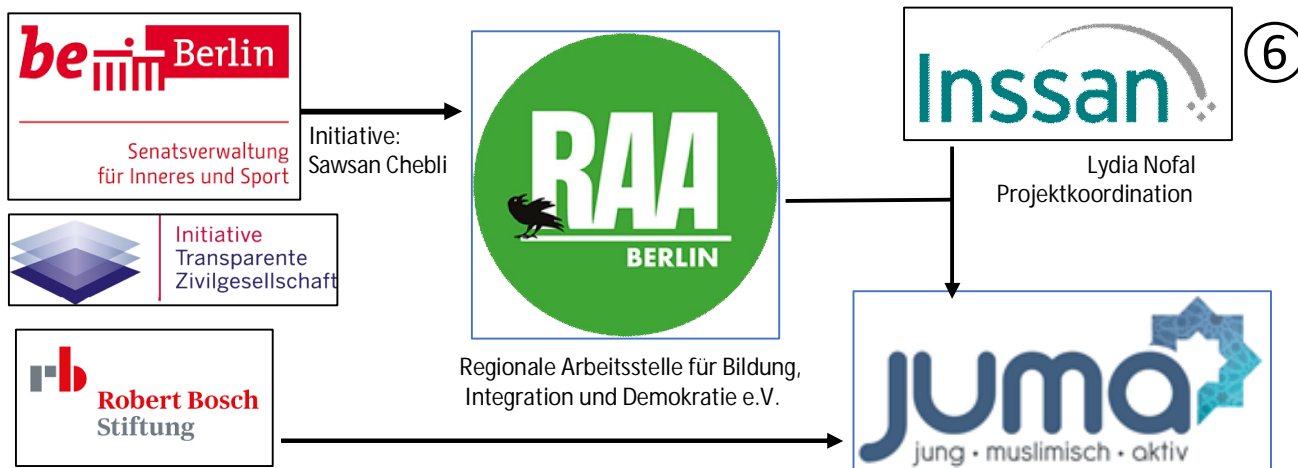 be Berlin
Senatsverwaltung
für Inneres und Sport
Initiative:
Sawsan Chebli
Initiative
Transparente
Zivilgesellschaft
rb
Robert Bosch
Stiftung
RAA
BERLIN
Regionale Arbeitsstelle für Bildung,
Integration und Demokratie e.V.
Inssan
6
Lydia Nofal
Projektkoordination
juma
jung · muslimisch · aktiv